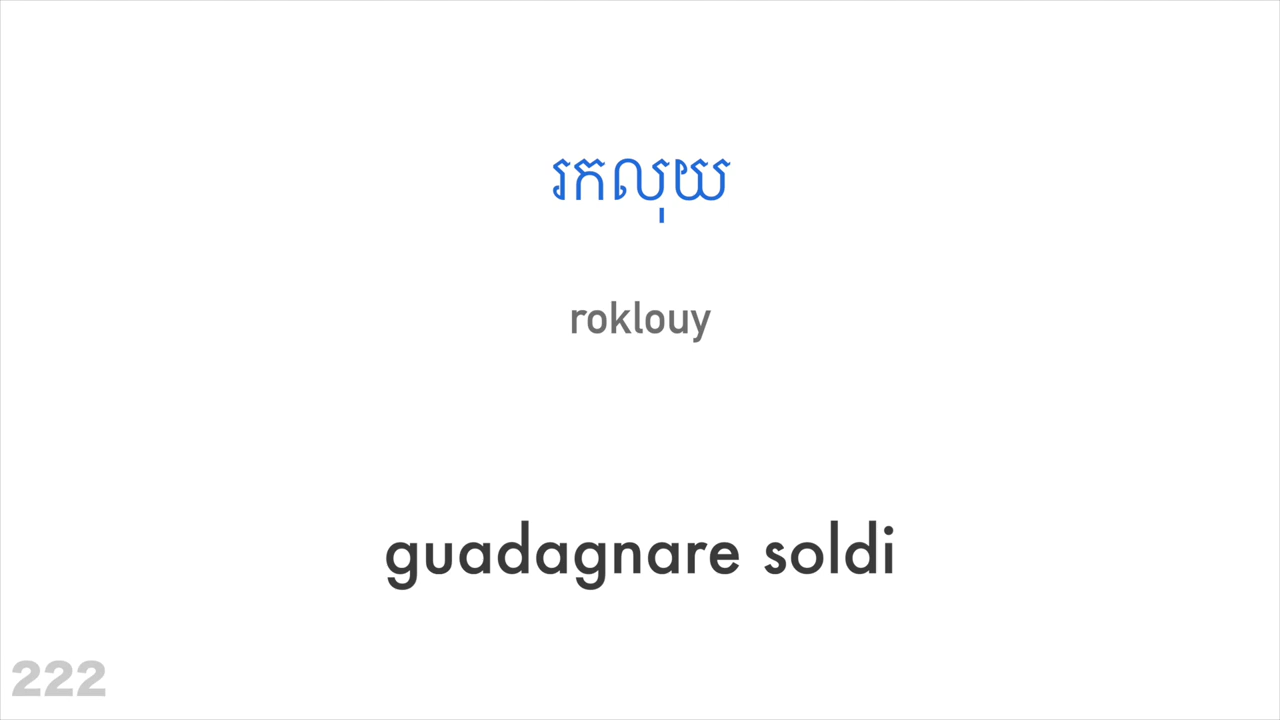 រកលុយ
roklouy
guadagnare soldi
222